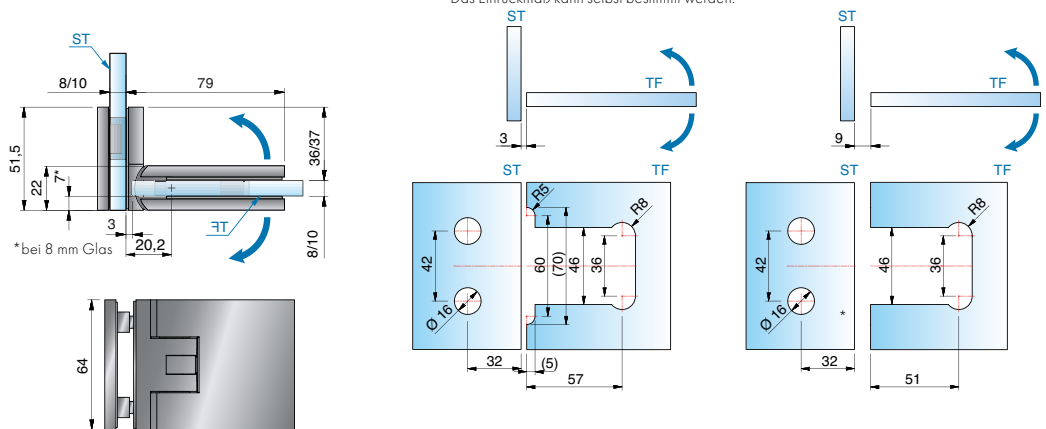 Das Einrückmaß kann selbst bestimmt werden.
ST
8/10
79
51,5
22
7*
3
20,2
36/37
8/10
TF
*bei 8 mm Glas
64
ST
TF
3
ST
TF
R5
R8
42
60
(70)
46
36
Ø 16
32
(5)
57
ST
TF
9
ST
TF
R8
42
46
36
Ø 16
*
32
51